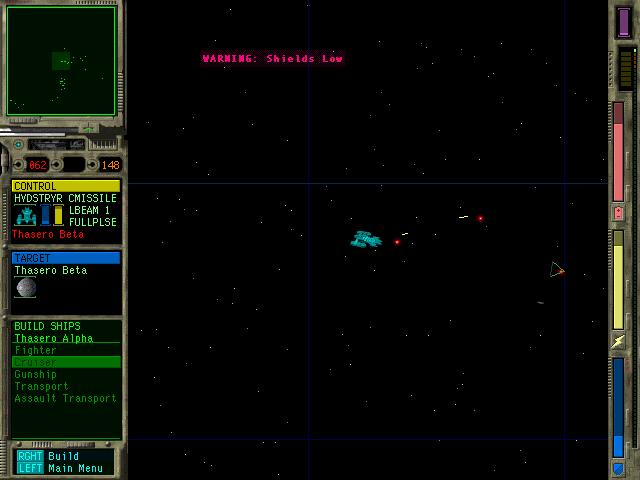 WARNING: Shields Low
062 148
CONTROL
HVDSTRYR CMISSILE
LBEAM 1
FULLPLSE
Thasero Beta
TARGET
Thasero Beta
BUILD SHIPS
Thasero Alpha
Fighter
Cruiser
Gunship
Transport
Assault Transport
RGHT Build
LEFT Main Menu